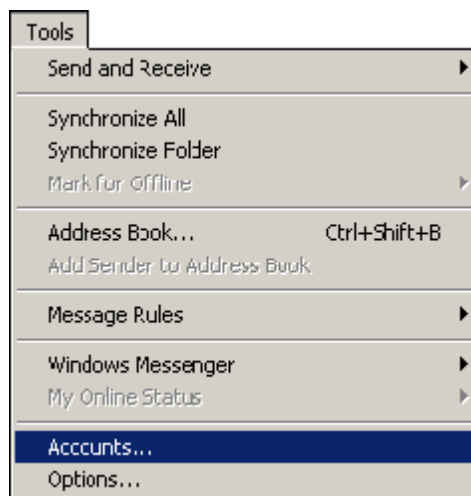 Tools
Send and Receive
Synchronize All
Synchronize Folder
Mark for Offline
Address Book... Ctrl+Shift+B
Add Sender to Address Book
Message Rules
Windows Messenger
My Online Status
Accounts...
Options...